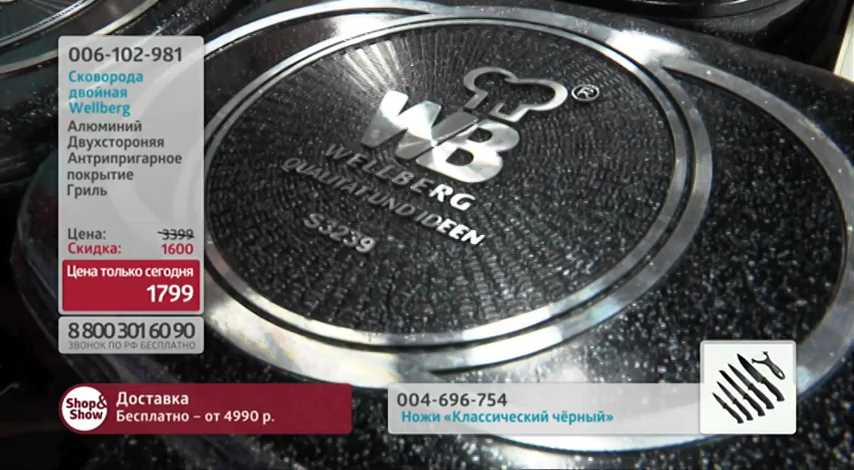 006-102-981
Сковорода
двойная
Wellberg
Алюминий
Двухстороняя
Антипригарное
покрытие
Гриль
Цена: 3399
Скидка: 1600
Цена только сегодня
1799
8 800 301 60 90
ЗВОНОК ПО РФ БЕСПЛАТНО
WB ®
WELLBERG
QUALITÄT UND IDEEN
S3239
Shop&
Show
Доставка
Бесплатно – от 4990 р.
004-696-754
Ножи «Классический чёрный»